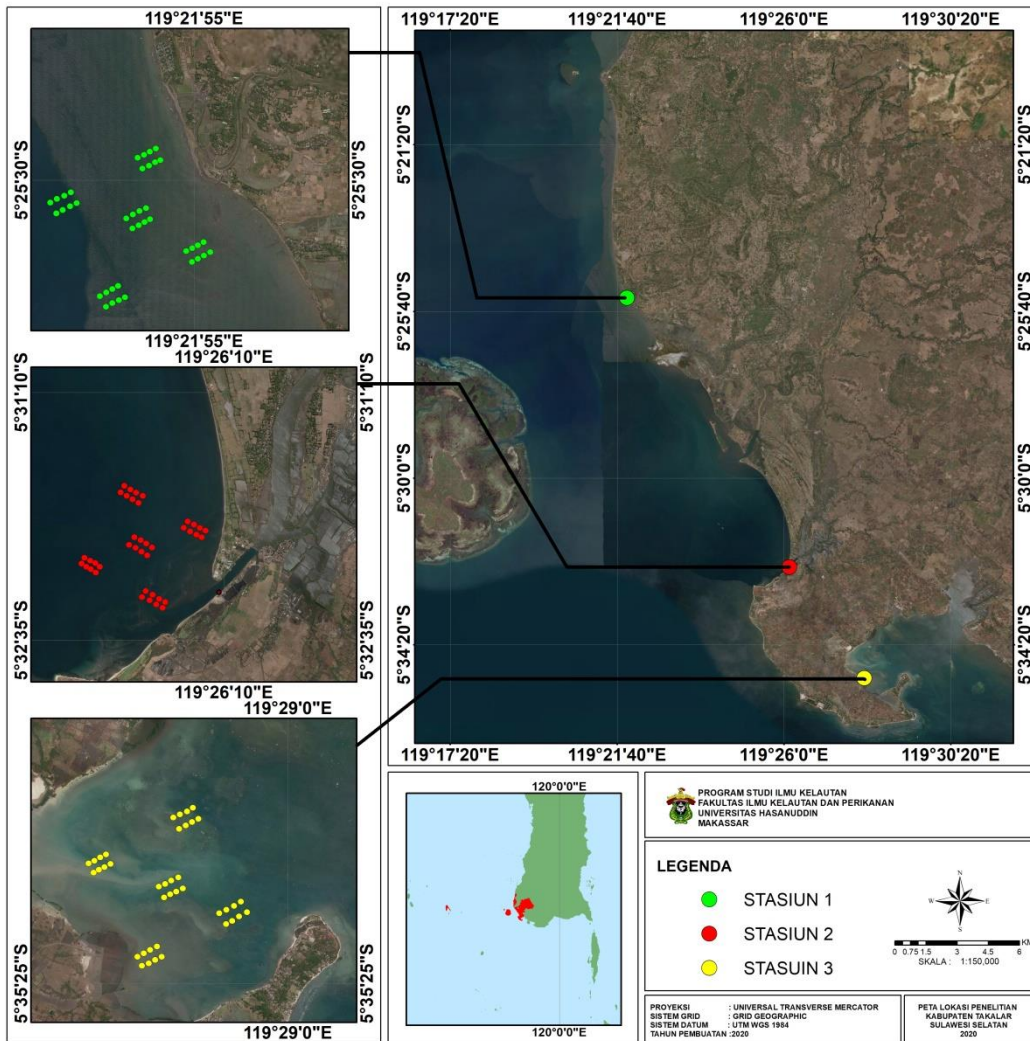 119°21'55"E
5°25'30"S
5°25'30"S
119°21'55"E
119°26'10"E
5°31'10"S
5°31'10"S
5°32'35"S
5°32'35"S
119°26'10"E
119°29'0"E
5°35'25"S
5°35'25"S
119°29'0"E
119°17'20"E 119°21'40"E 119°26'0"E 119°30'20"E
5°21'20"S
5°21'20"S
5°25'40"S
5°25'40"S
5°30'0"S
5°30'0"S
5°34'20"S
5°34'20"S
119°17'20"E 119°21'40"E 119°26'0"E 119°30'20"E
120°0'0"E
120°0'0"E
PROGRAM STUDI ILMU KELAUTAN
FAKULTAS ILMU KELAUTAN DAN PERIKANAN
UNIVERSITAS HASANUDDIN
MAKASSAR
LEGENDA
STASIUN 1
STASIUN 2
STASUIN 3
N
W E
S
KM
0 0.75 1.5 3 4.5 6
SKALA : 1:150,000
PROYEKSI : UNIVERSAL TRANSVERSE MERCATOR
SISTEM GRID : GRID GEOGRAPHIC
SISTEM DATUM : UTM WGS 1984
TAHUN PEMBUATAN :2020
PETA LOKASI PENELITIAN
KABUPATEN TAKALAR
SULAWESI SELATAN
2020